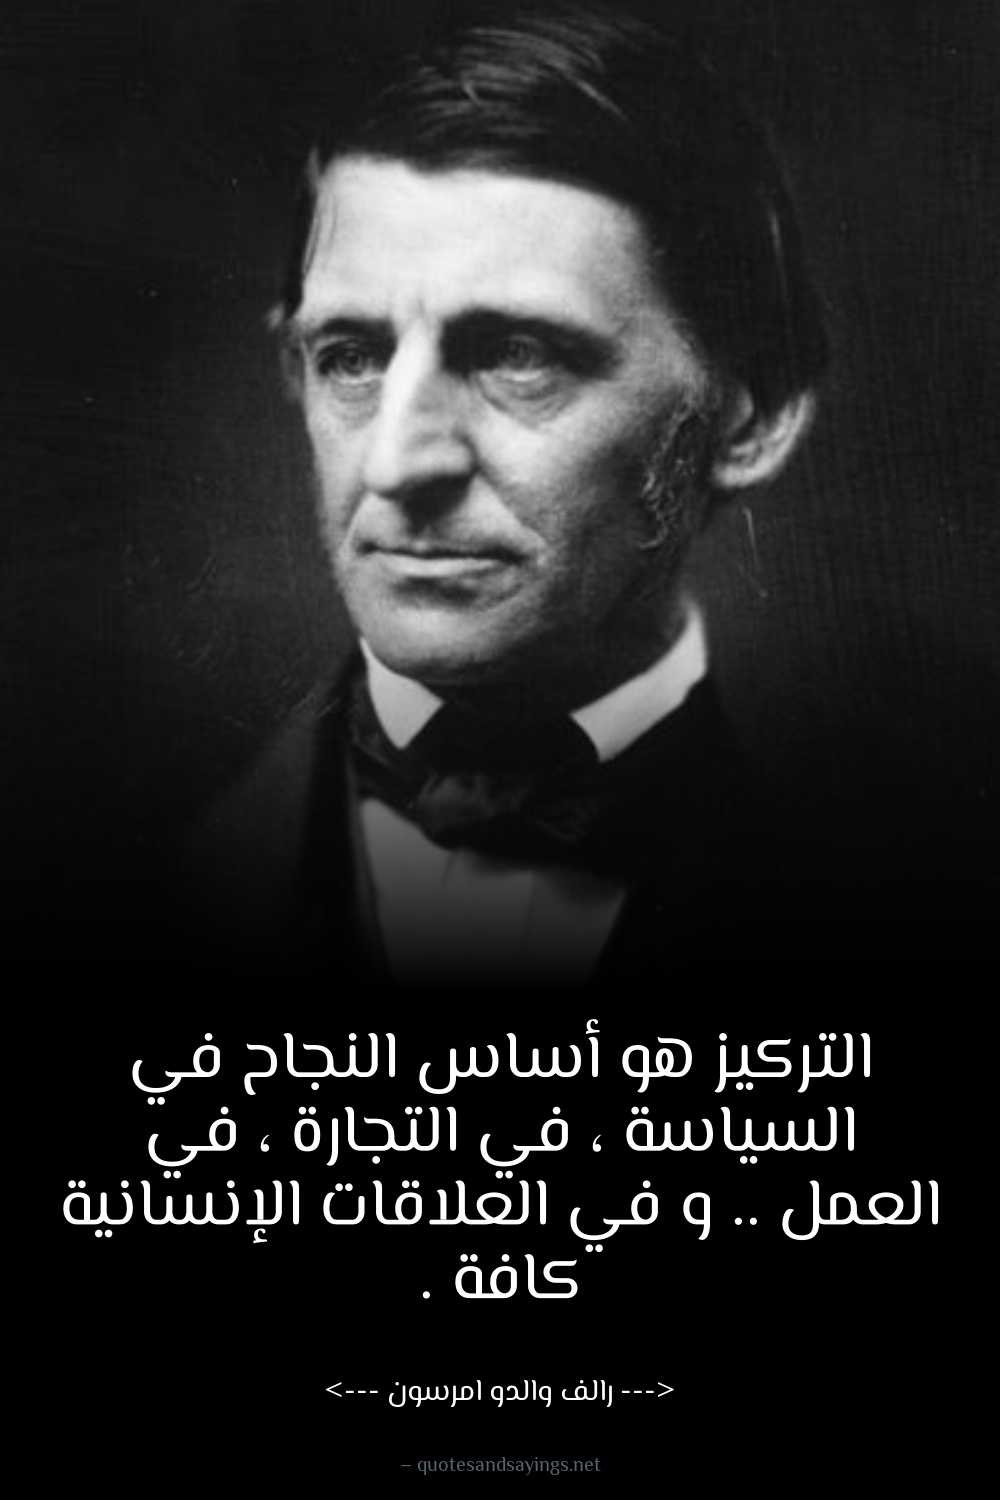 التركيز هو أساس النجاح في
السياسة ، في التجارة ، في
العمل .. و في العلاقات الإنسانية
كافة .
<--- رالف والدو امرسون --->
– quotesandsayings.net